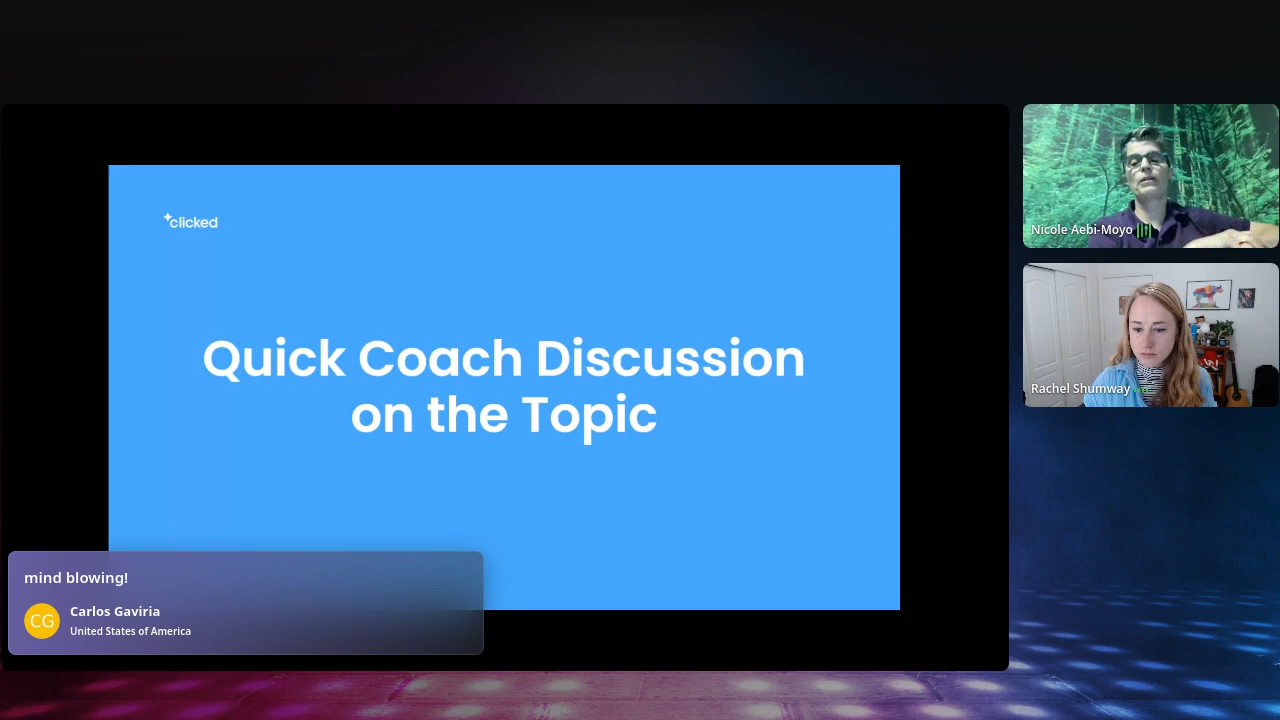 clicked
Quick Coach Discussion
on the Topic
mind blowing!
CG
Carlos Gaviria
United States of America
Nicole Aebi-Moyo
Rachel Shumway